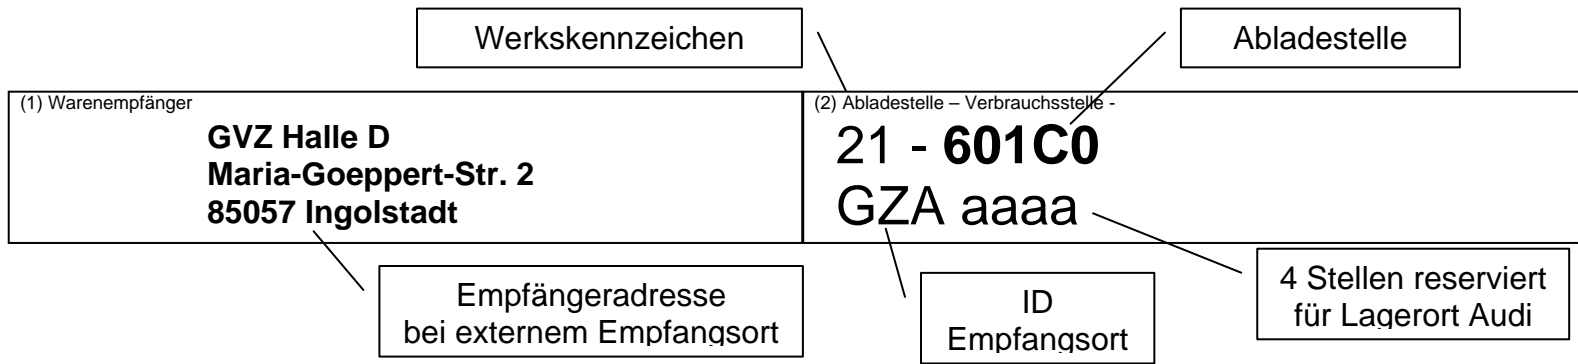 Werkskennzeichen
Abladestelle
(1) Warenempfänger
GVZ Halle D
Maria-Goeppert-Str. 2
85057 Ingolstadt
(2) Abladestelle – Verbrauchsstelle -
21 - 601C0
GZA aaaa
Empfängeradresse
bei externem Empfangsort
ID
Empfangsort
4 Stellen reserviert
für Lagerort Audi